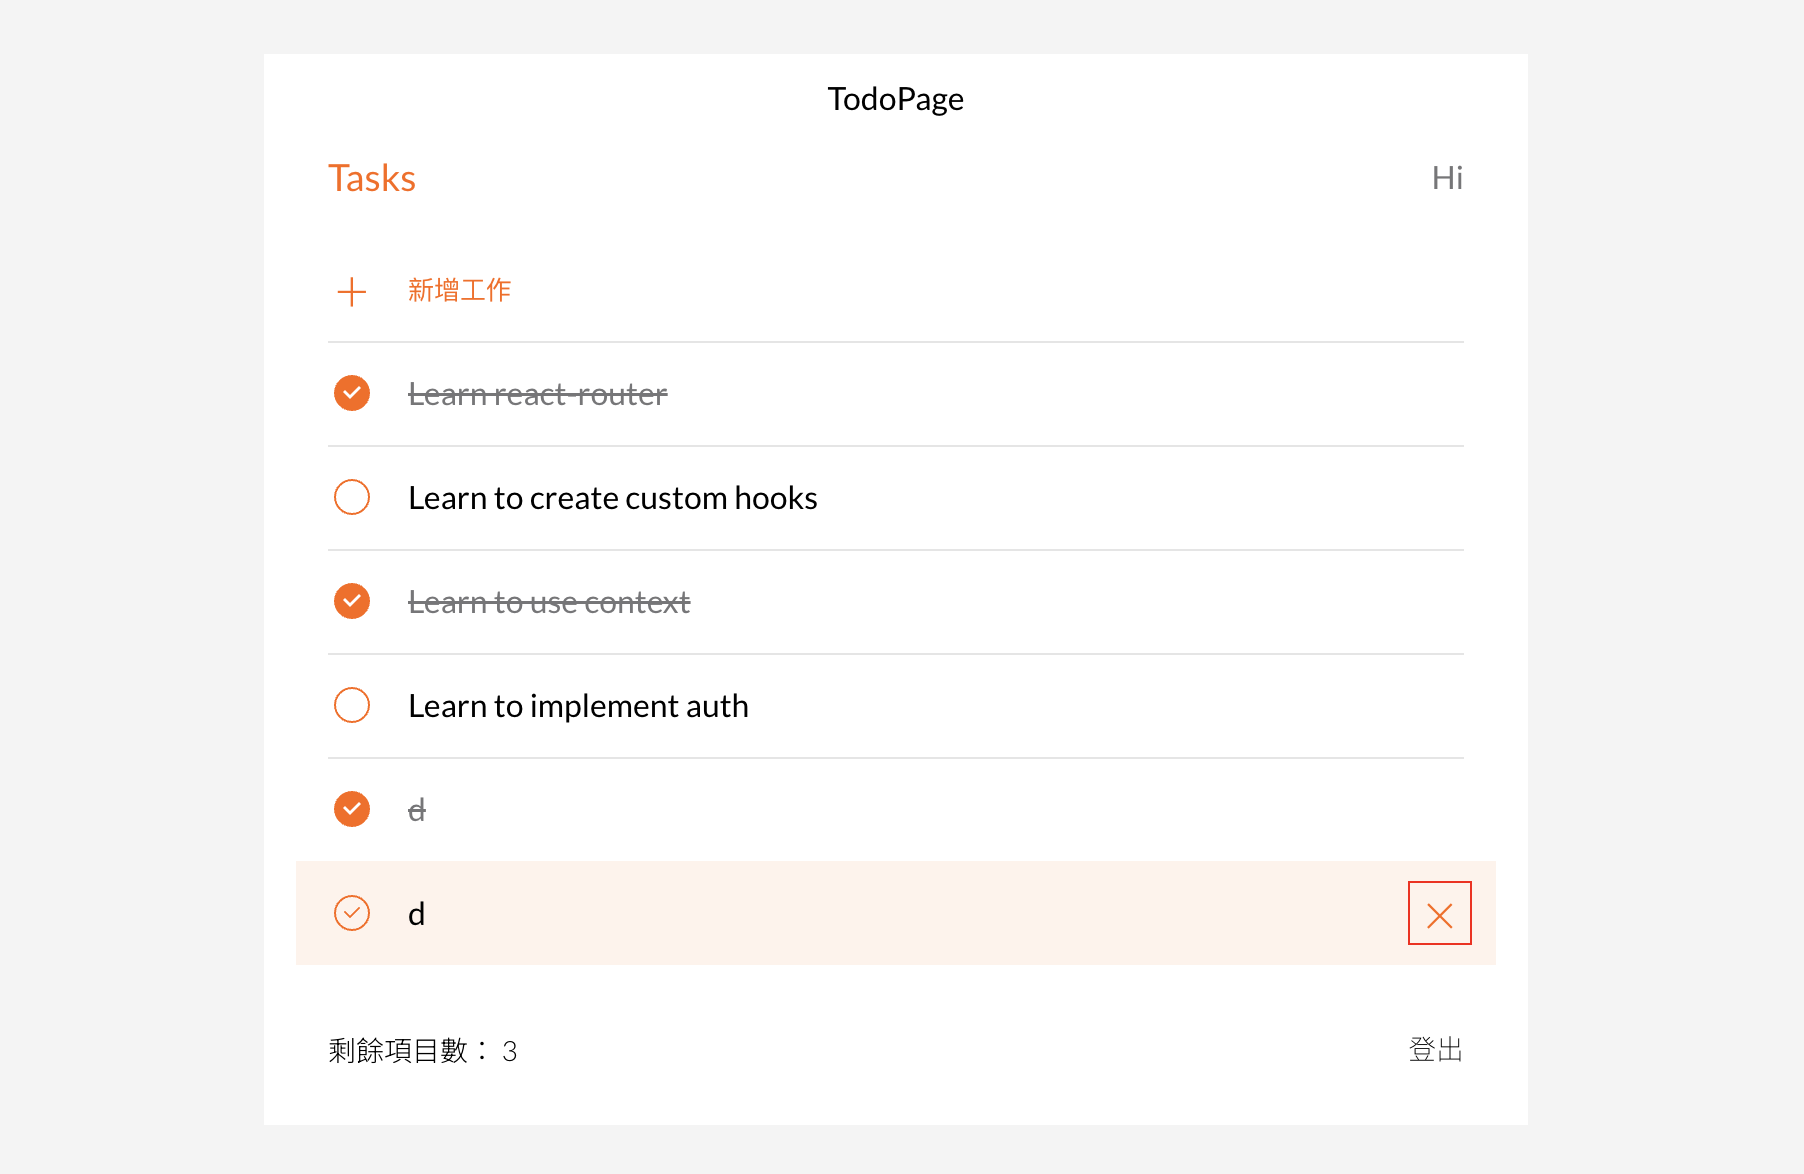 TodoPage
Tasks
Hi
新增工作
Learn react-router
Learn to create custom hooks
Learn to use context
Learn to implement auth
d
d
剩餘項目數： 3
登出